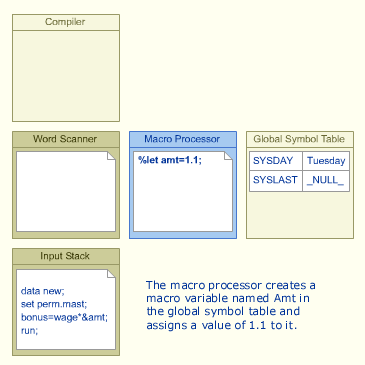 Compiler
Word Scanner
Macro Processor
Global Symbol Table
%let amt=1.1;
SYSDAY Tuesday
SYSLAST _NULL_
Input Stack
data new;
set perm.mast;
bonus=wage*&amt;
run;
The macro processor creates a
macro variable named Amt in
the global symbol table and
assigns a value of 1.1 to it.